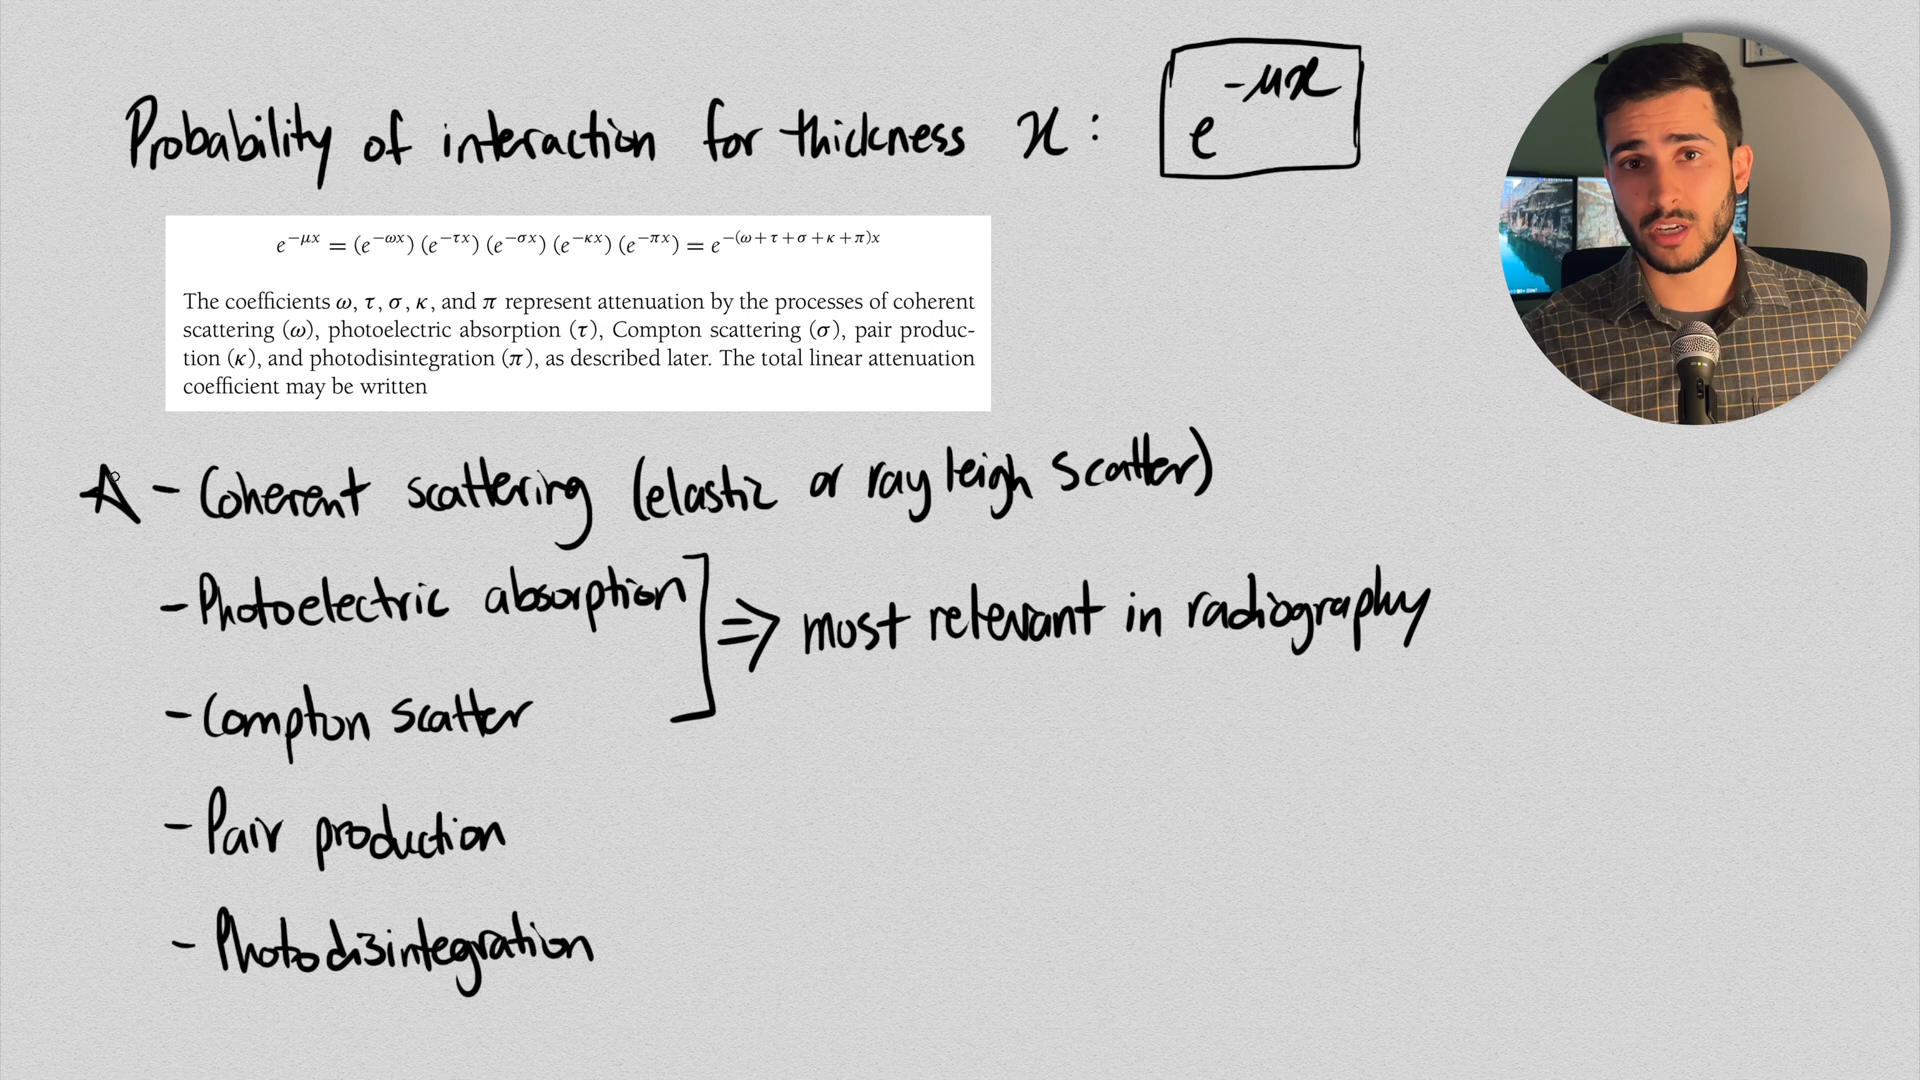 Probability of interaction for thickness x : e^{-μx}
e^{−μx} = (e^{−ωx}) (e^{−τx}) (e^{−σx}) (e^{−κx}) (e^{−πx}) = e^{−(ω+τ+σ+κ+π)x}
The coefficients ω, τ, σ, κ, and π represent attenuation by the processes of coherent
scattering (ω), photoelectric absorption (τ), Compton scattering (σ), pair produc-
tion (κ), and photodisintegration (π), as described later. The total linear attenuation
coefficient may be written
- Coherent scattering (elastic or rayleigh scatter)
- Photoelectric absorption ⇒ most relevant in radiography
- Compton scatter
- Pair production
- Photodisintegration